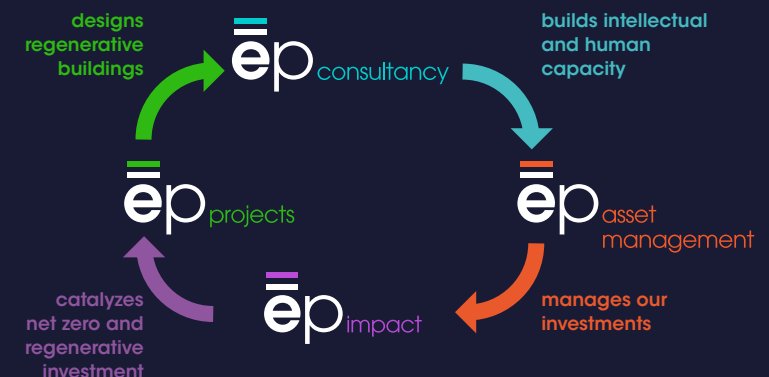 designs
regenerative
buildings
ēp consultancy
builds intellectual
and human
capacity
ēp projects
ēp asset
management
catalyzes
net zero and
regenerative
investment
ēp impact
manages our
investments